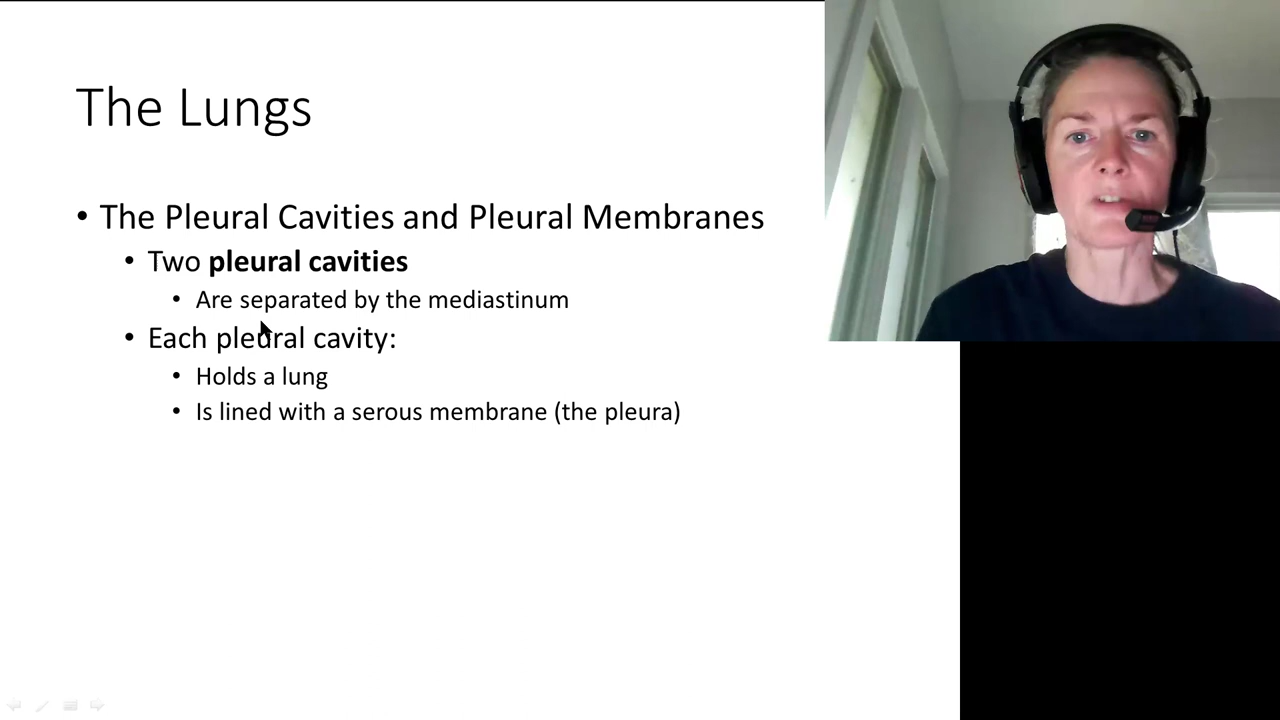 The Lungs
• The Pleural Cavities and Pleural Membranes
• Two pleural cavities
• Are separated by the mediastinum
• Each pleural cavity:
• Holds a lung
• Is lined with a serous membrane (the pleura)